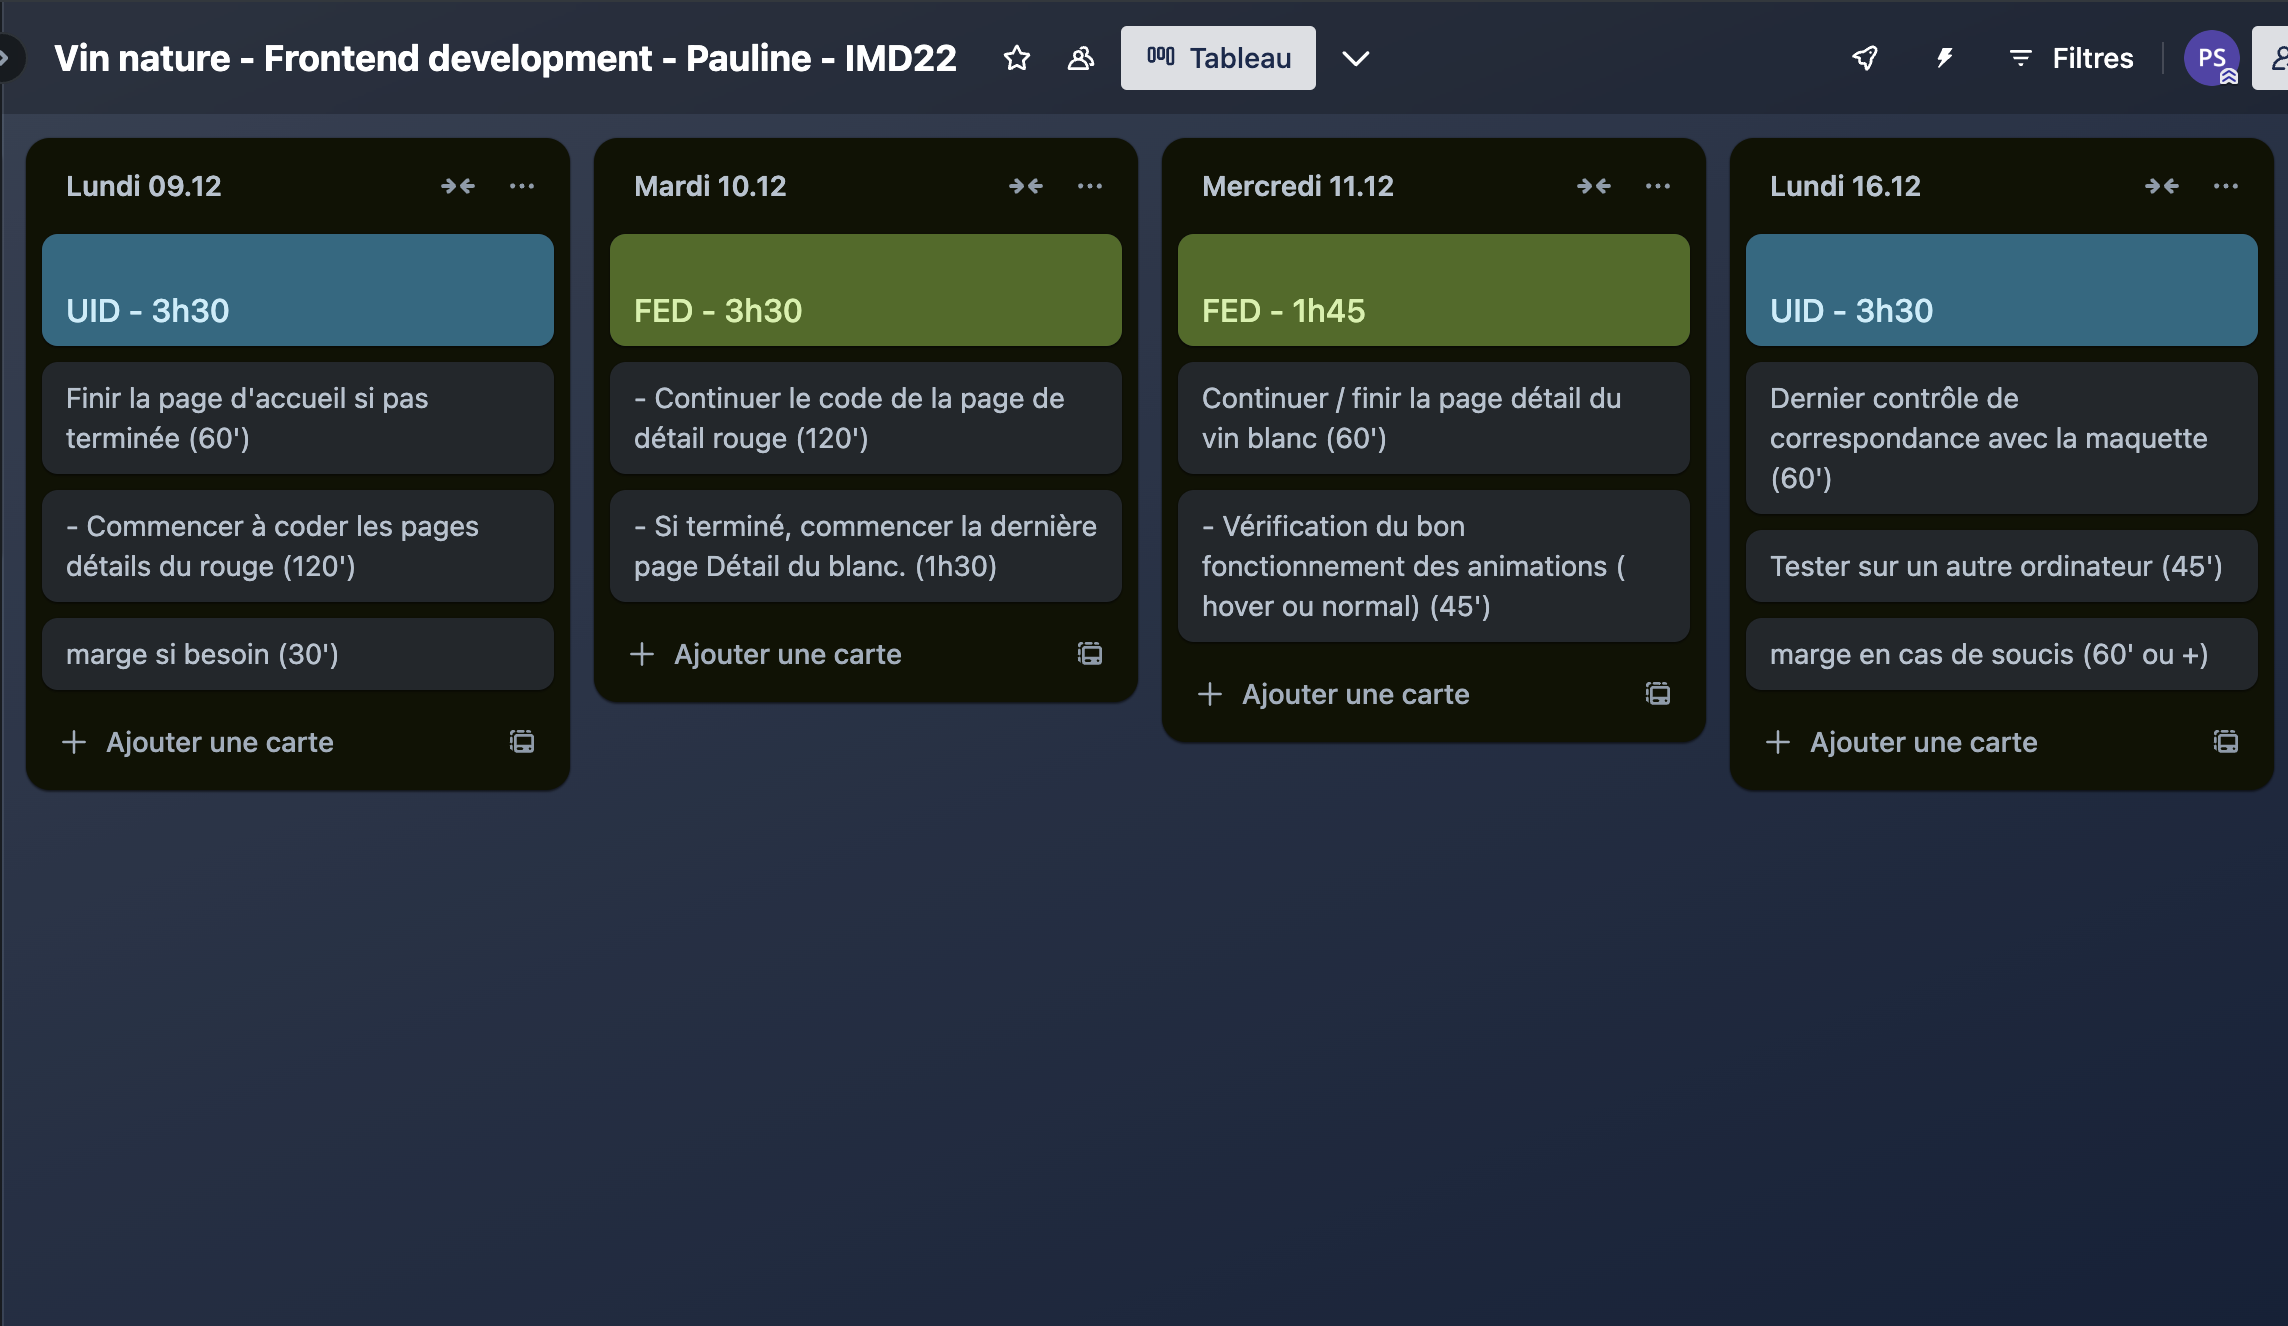 Vin nature - Frontend development - Pauline - IMD22
Tableau
Filtres
PS
Lundi 09.12
UID - 3h30
Finir la page d'accueil si pas
terminée (60')
- Commencer à coder les pages
détails du rouge (120')
marge si besoin (30')
Ajouter une carte
Mardi 10.12
FED - 3h30
- Continuer le code de la page de
détail rouge (120')
- Si terminé, commencer la dernière
page Détail du blanc. (1h30)
Ajouter une carte
Mercredi 11.12
FED - 1h45
Continuer / finir la page détail du
vin blanc (60')
- Vérification du bon
fonctionnement des animations (
hover ou normal) (45')
Ajouter une carte
Lundi 16.12
UID - 3h30
Dernier contrôle de
correspondance avec la maquette
(60')
Tester sur un autre ordinateur (45')
marge en cas de soucis (60' ou +)
Ajouter une carte